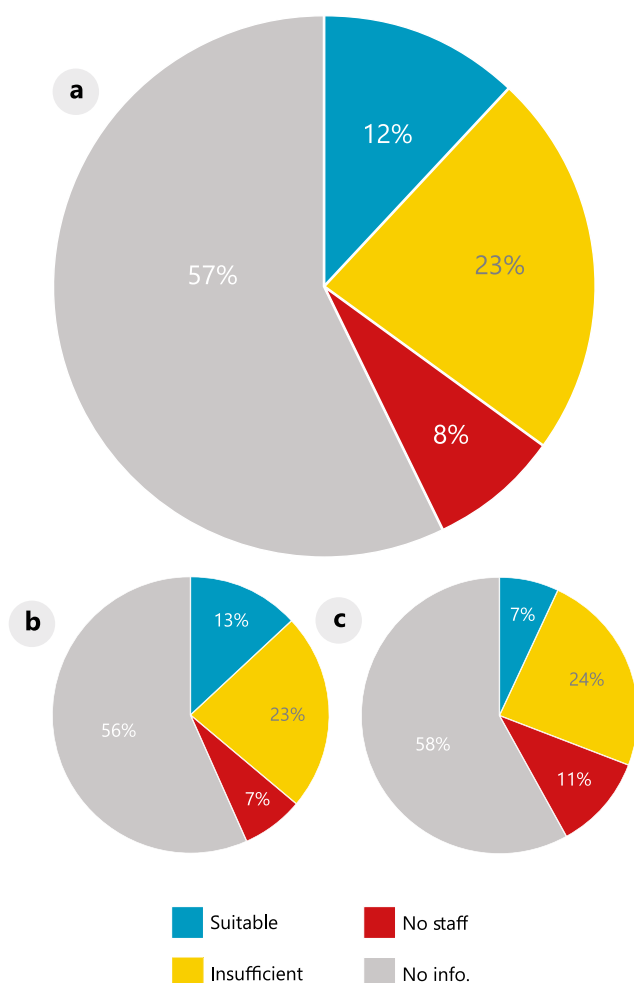 a
12%
23%
57%
8%
b
c
13%
7%
23%
24%
56%
58%
7%
11%
Suitable
No staff
Insufficient
No info.